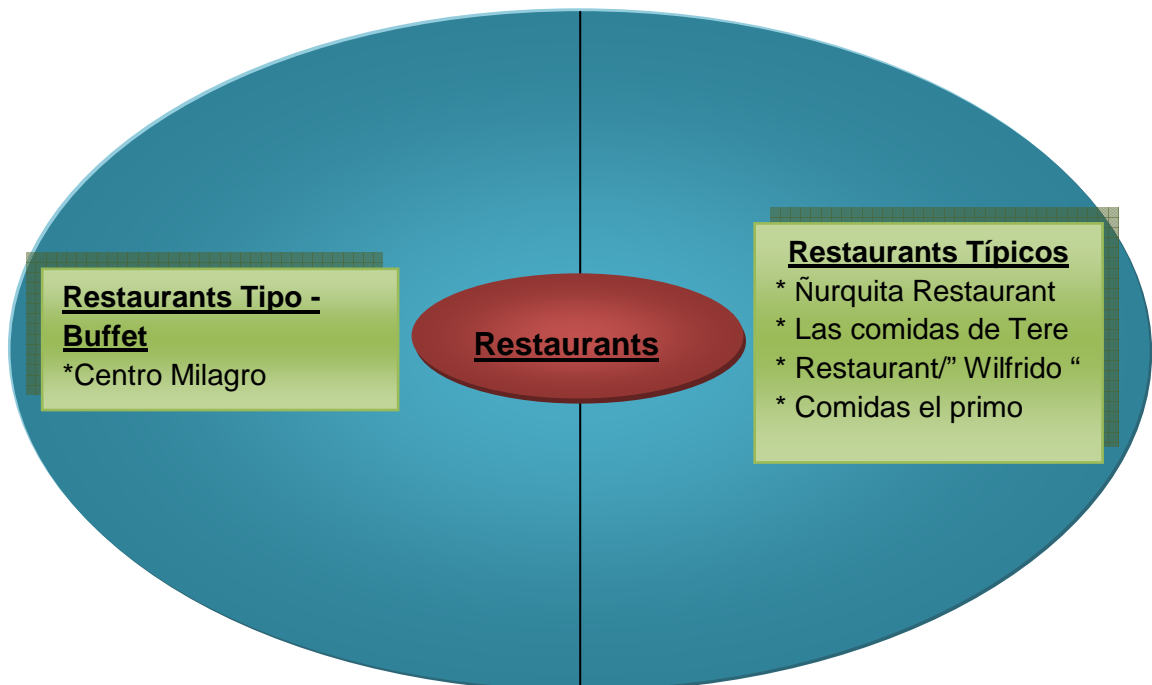 Restaurants Tipo -
Buffet
*Centro Milagro
Restaurants
Restaurants Típicos
* Ñurquita Restaurant
* Las comidas de Tere
* Restaurant/” Wilfrido “
* Comidas el primo